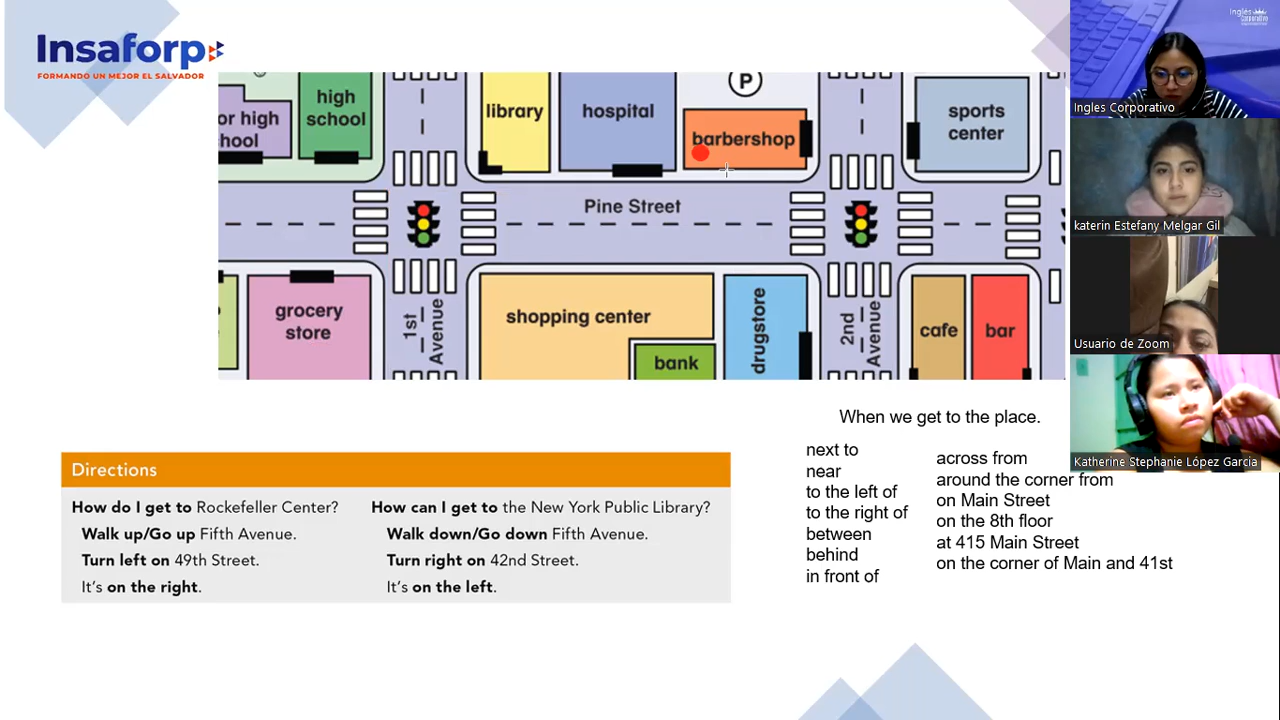 Insaforp
FORMANDO UN MEJOR EL SALVADOR
or high
hool
high
school
library
hospital
P
barbershop
sports
center
Pine Street
grocery
store
1st
Avenue
shopping center
bank
drugstore
2nd
Avenue
cafe
bar
Inglés
Corporativo
Ingles Corporativo
katerin Estefany Melgar Gil
Usuario de Zoom
Katherine Stephanie López Garcia
When we get to the place.
next to
near
to the left of
to the right of
between
behind
in front of
across from
around the corner from
on Main Street
on the 8th floor
at 415 Main Street
on the corner of Main and 41st
Directions
How do I get to Rockefeller Center?
Walk up/Go up Fifth Avenue.
Turn left on 49th Street.
It's on the right.
How can I get to the New York Public Library?
Walk down/Go down Fifth Avenue.
Turn right on 42nd Street.
It's on the left.